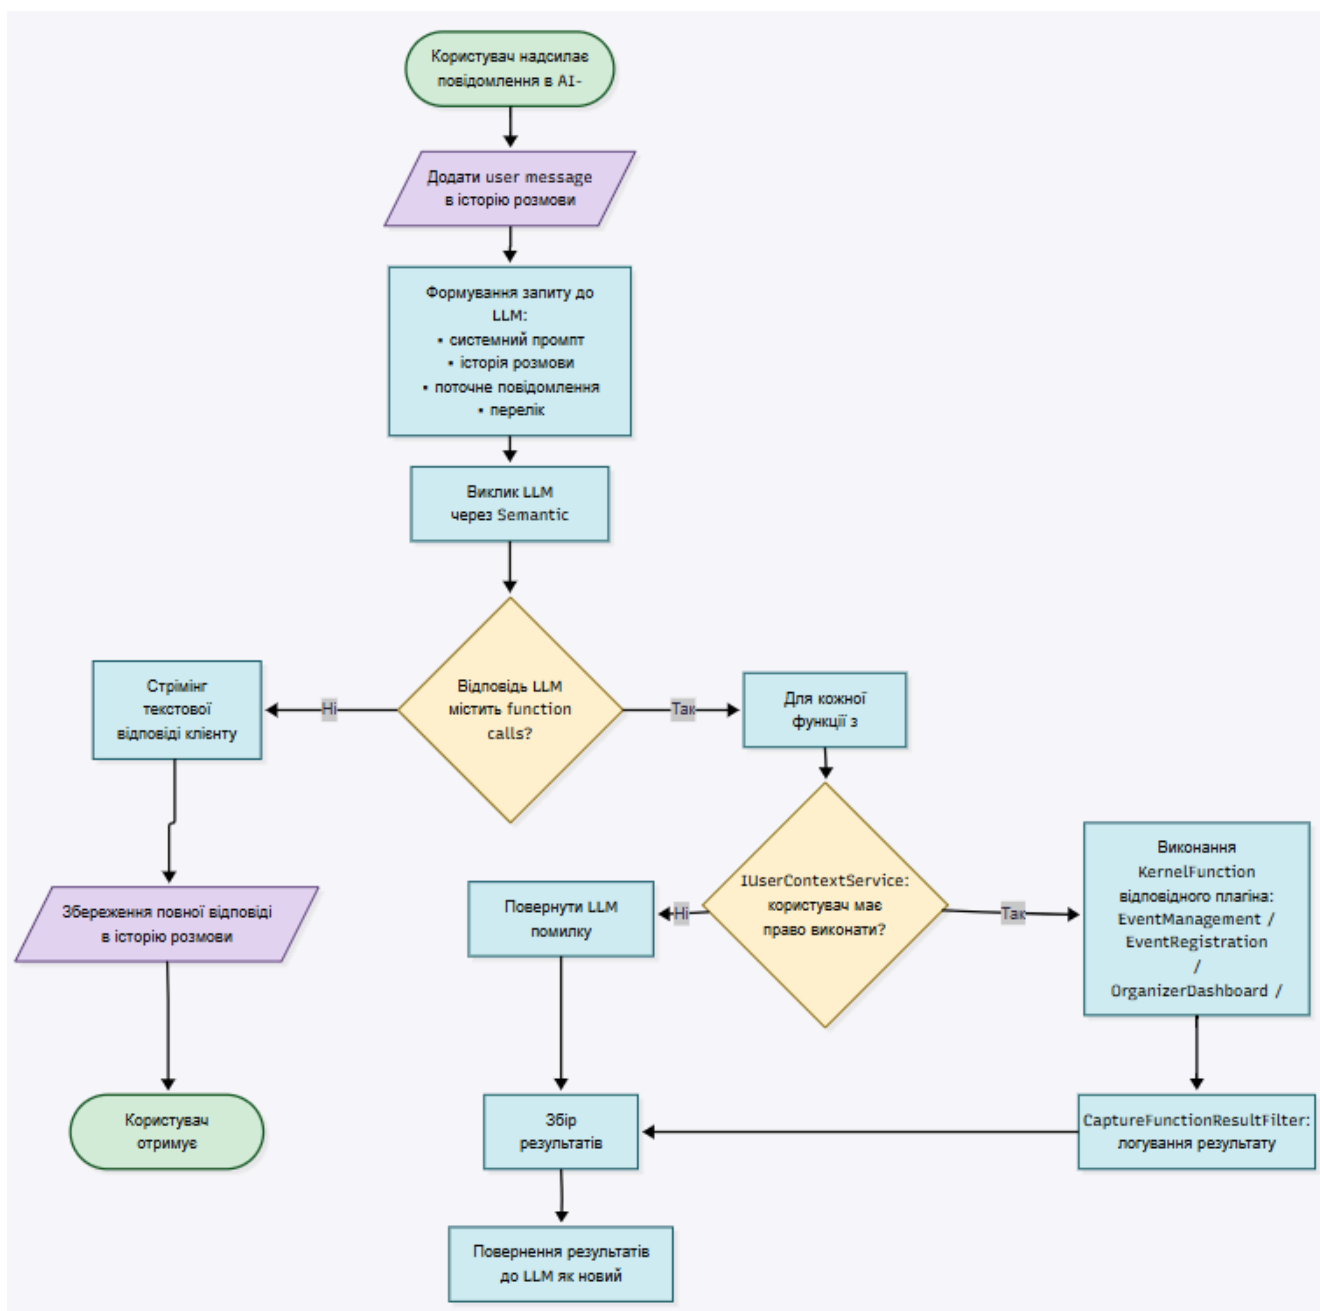 Користувач надсилає
повідомлення в AI-
Додати user message
в історію розмови
Формування запиту до
LLM:
▪ системний промпт
▪ історія розмови
▪ поточне повідомлення
▪ перелік
Виклик LLM
через Semantic
Відповідь LLM
містить function
calls?
Ні
Так
Стрімінг
текстової
відповіді клієнту
Для кожної
функції з
IUserContextService:
користувач має
право виконати?
Ні
Так
Повернути LLM
помилку
Виконання
KernelFunction
відповідного плагіна:
EventManagement /
EventRegistration
/
OrganizerDashboard /
Збереження повної відповіді
в історію розмови
Користувач
отримує
Збір
результатів
CaptureFunctionResultFilter:
логування результату
Повернення результатів
до LLM як новий